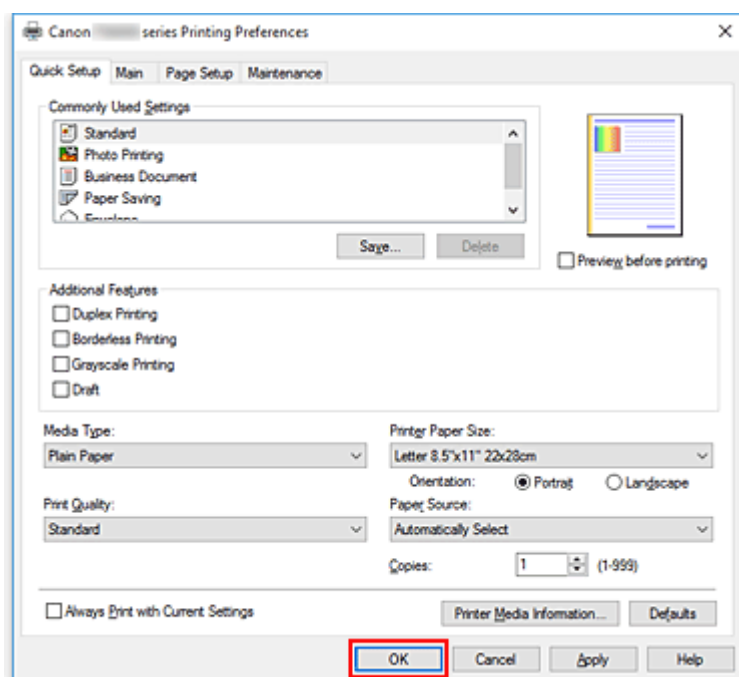 Canon series Printing Preferences
Quick Setup Main Page Setup Maintenance
Commonly Used Settings
Standard
Photo Printing
Business Document
Paper Saving
Envelope
Save... Delete
Preview before printing
Additional Features
Duplex Printing
Borderless Printing
Grayscale Printing
Draft
Media Type:
Plain Paper
Printer Paper Size:
Letter 8.5"x11" 22x28cm
Orientation: Portrait Landscape
Print Quality:
Standard
Paper Source:
Automatically Select
Copies: 1 (1-999)
Always Print with Current Settings
Printer Media Information... Defaults
OK Cancel Apply Help